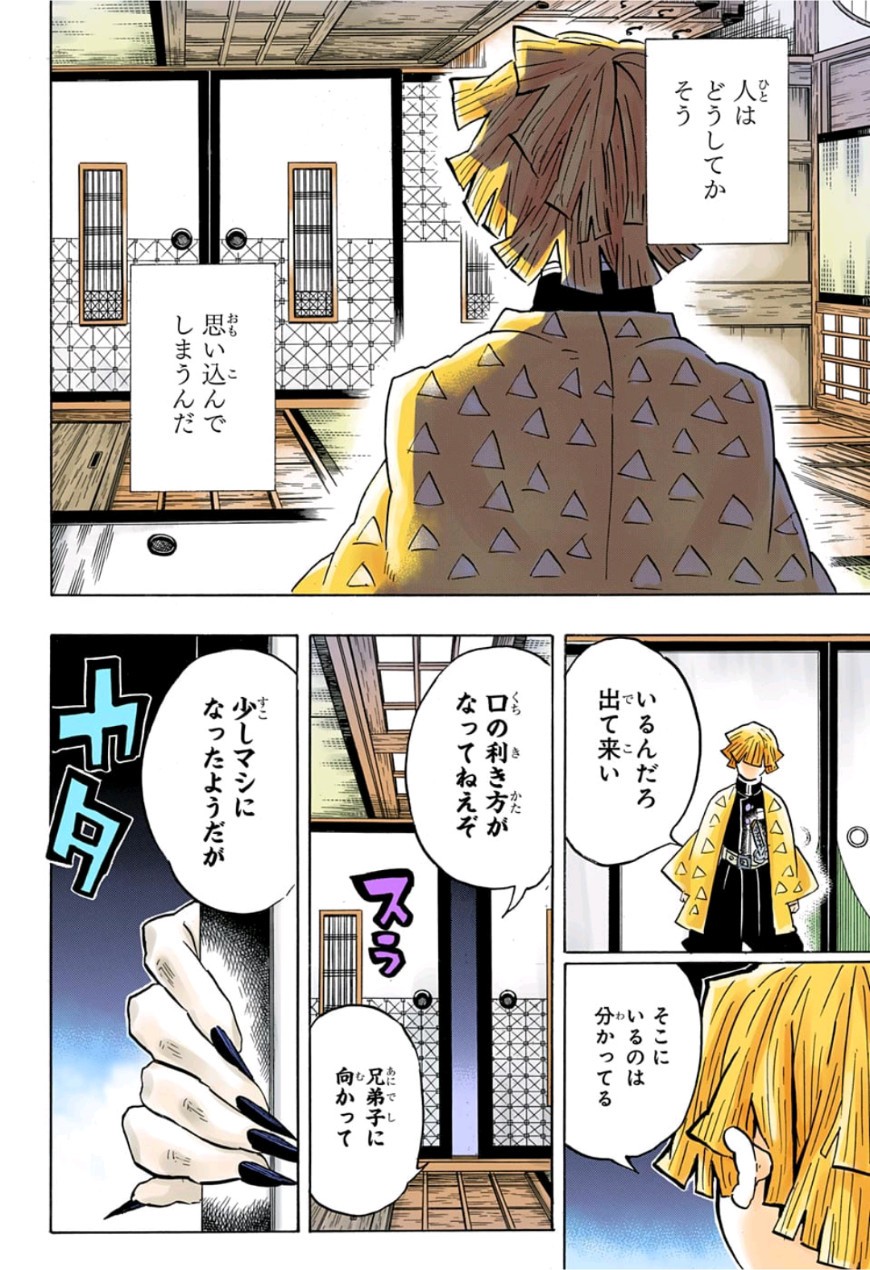 人は
どうしてか
そう
思い込んで
しまうんだ
いるんだろ
出て来い
そこに
いるのは
分かってる
口の利き方が
なってねえぞ
スラ
兄弟子に
向かって
少しマシに
なったようだが
カタ